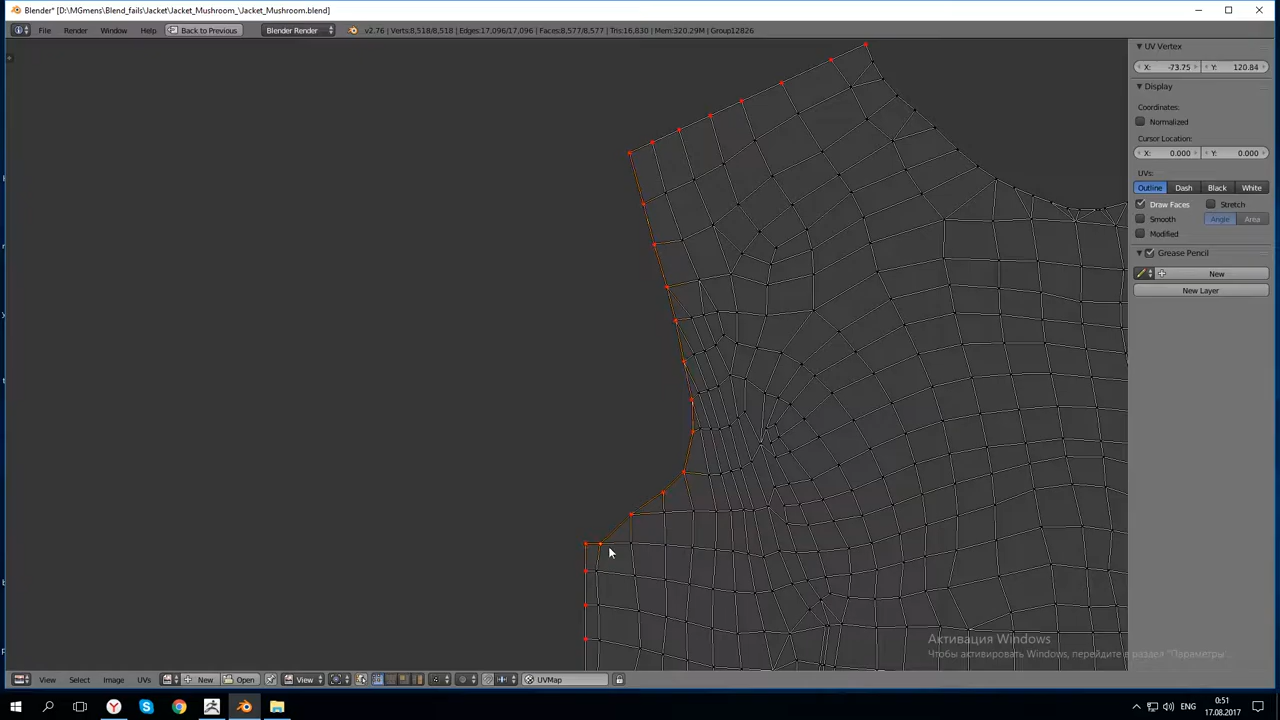 Blender* [D:\MGmens\Blend_fails\Jacket\Jacket_Mushroom_\Jacket_Mushroom.blend]
File Render Window Help Back to Previous Blender Render v2.76 | Verts:8,518/8,518 | Edges:17,096/17,096 | Faces:8,577/8,577 | Tris:16,630 | Mem:320.29M | Group12826
UV Vertex
X: -73.75 Y: 120.84
Display
Coordinates:
Normalized
Cursor Location:
X: 0.000 Y: 0.000
UVs:
Outline Dash Black White
Draw Faces Stretch
Smooth Angle Area
Modified
Grease Pencil
New
New Layer
Активация Windows
Чтобы активировать Windows, перейдите в раздел "Параметры
View Select Image UVs New Open View UVMap
ENG
0:51
17.08.2017